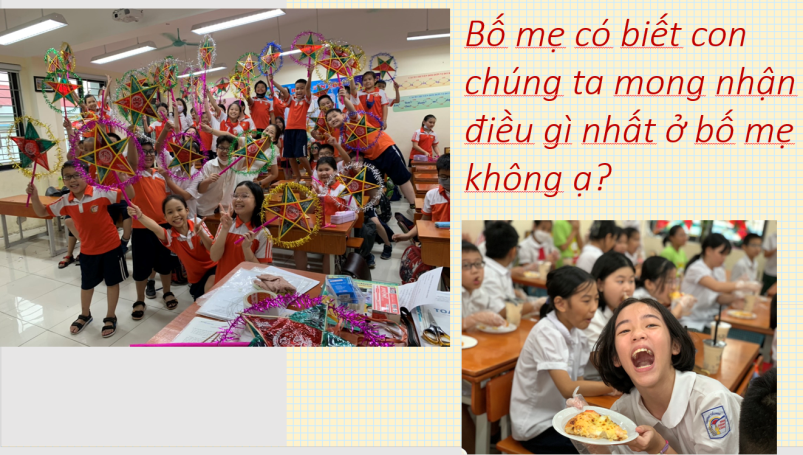 Bố mẹ có biết con
chúng ta mong nhận
điều gì nhất ở bố mẹ
không ạ?